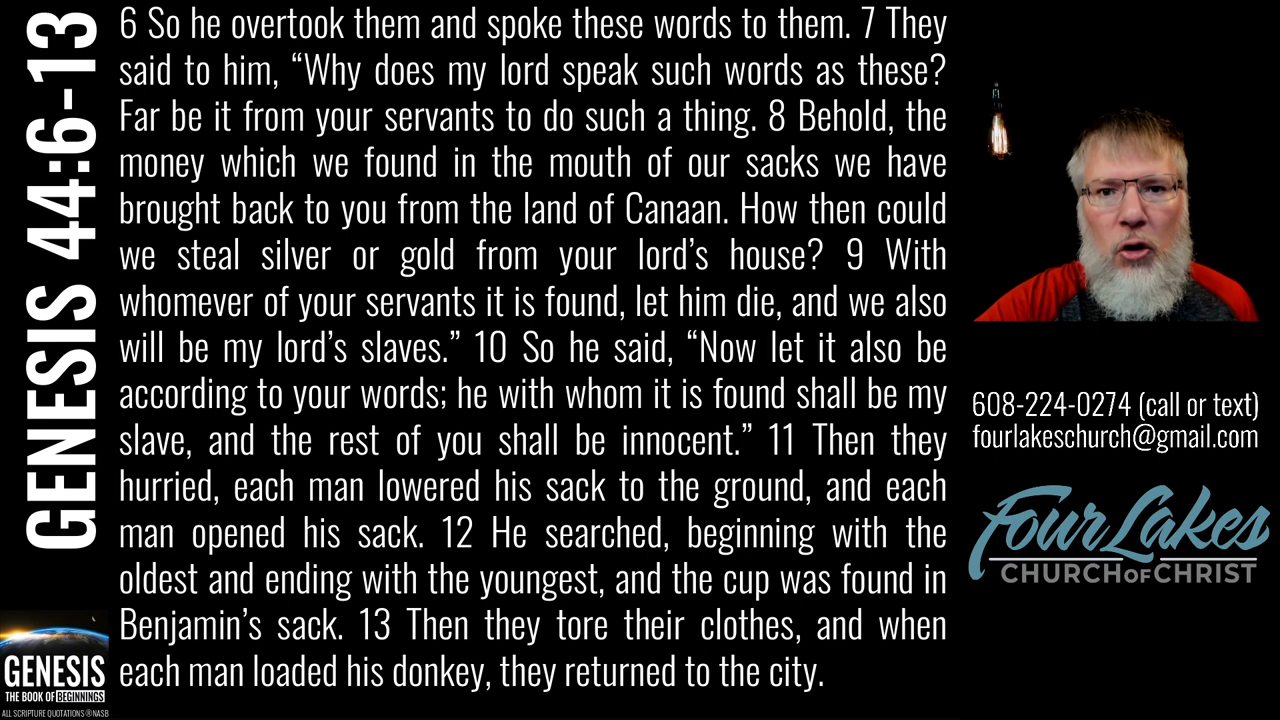 GENESIS 44:6-13
6 So he overtook them and spoke these words to them. 7 They
said to him, “Why does my lord speak such words as these?
Far be it from your servants to do such a thing. 8 Behold, the
money which we found in the mouth of our sacks we have
brought back to you from the land of Canaan. How then could
we steal silver or gold from your lord’s house? 9 With
whomever of your servants it is found, let him die, and we also
will be my lord’s slaves.” 10 So he said, “Now let it also be
according to your words; he with whom it is found shall be my
slave, and the rest of you shall be innocent.” 11 Then they
hurried, each man lowered his sack to the ground, and each
man opened his sack. 12 He searched, beginning with the
oldest and ending with the youngest, and the cup was found in
Benjamin’s sack. 13 Then they tore their clothes, and when
each man loaded his donkey, they returned to the city.
608-224-0274 (call or text)
fourlakeschurch@gmail.com
Four Lakes
CHURCH OF CHRIST
GENESIS
THE BOOK OF BEGINNINGS
ALL SCRIPTURE QUOTATIONS ®NASB